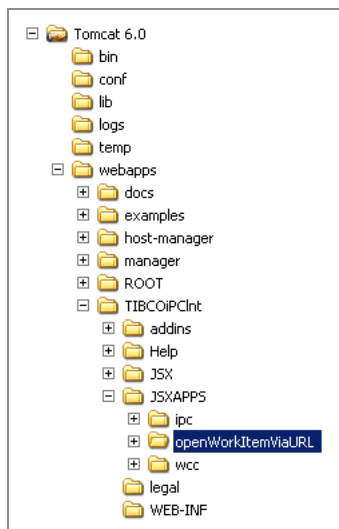 Tomcat 6.0
bin
conf
lib
logs
temp
webapps
docs
examples
host-manager
manager
ROOT
TIBCOiPClnt
addins
Help
JSX
JSXAPPS
ipc
openWorkItemViaURL
wcc
legal
WEB-INF